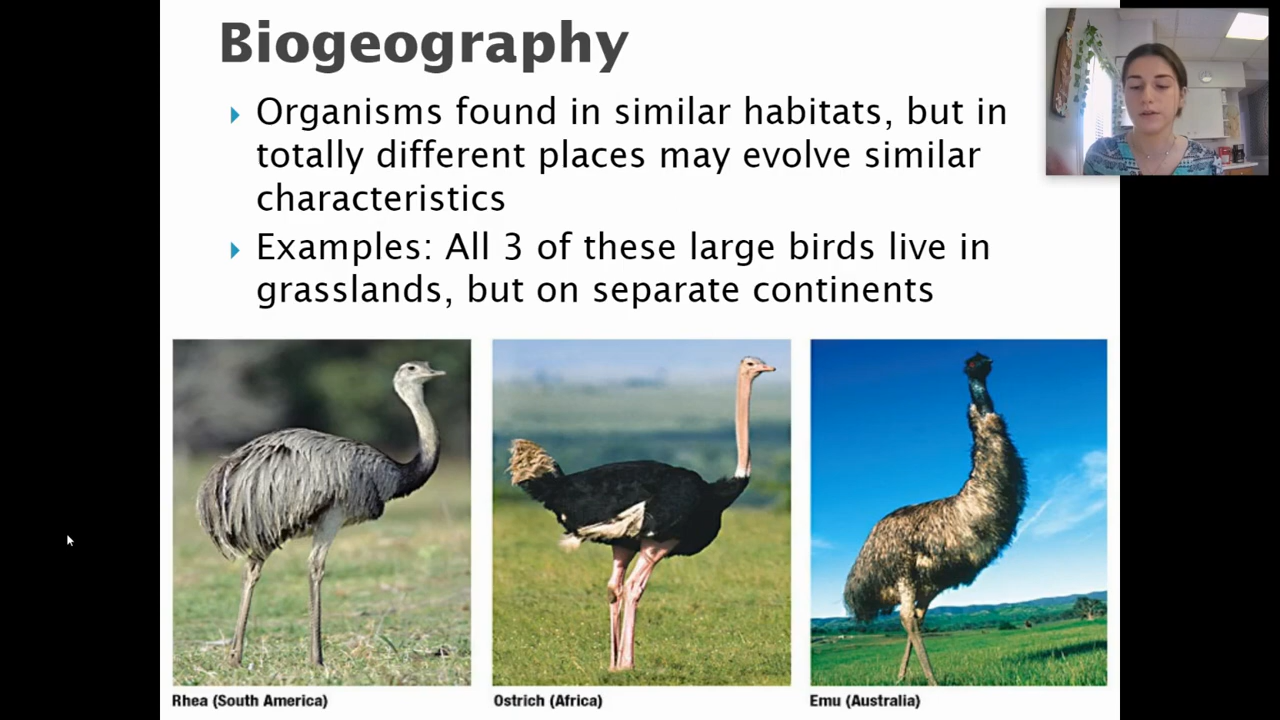 Biogeography
Organisms found in similar habitats, but in
totally different places may evolve similar
characteristics
Examples: All 3 of these large birds live in
grasslands, but on separate continents
Rhea (South America)
Ostrich (Africa)
Emu (Australia)